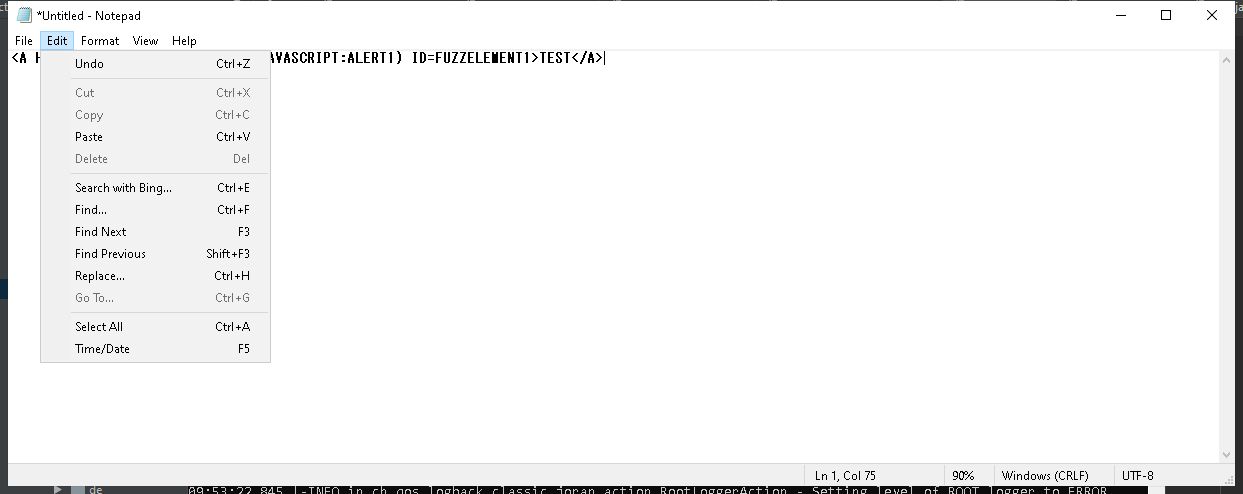 *Untitled - Notepad
File Edit Format View Help
<A H AVASCRIPT:ALERT1) ID=FUZZELEMENT1>TEST</A>
Undo Ctrl+Z
Cut Ctrl+X
Copy Ctrl+C
Paste Ctrl+V
Delete Del
Search with Bing... Ctrl+E
Find... Ctrl+F
Find Next F3
Find Previous Shift+F3
Replace... Ctrl+H
Go To... Ctrl+G
Select All Ctrl+A
Time/Date F5
Ln 1, Col 75 90% Windows (CRLF) UTF-8
de 09:53:22,845 |-INFO in ch.qos.logback.classic.joran.action.RootLoggerAction - Setting level of ROOT logger to ERROR